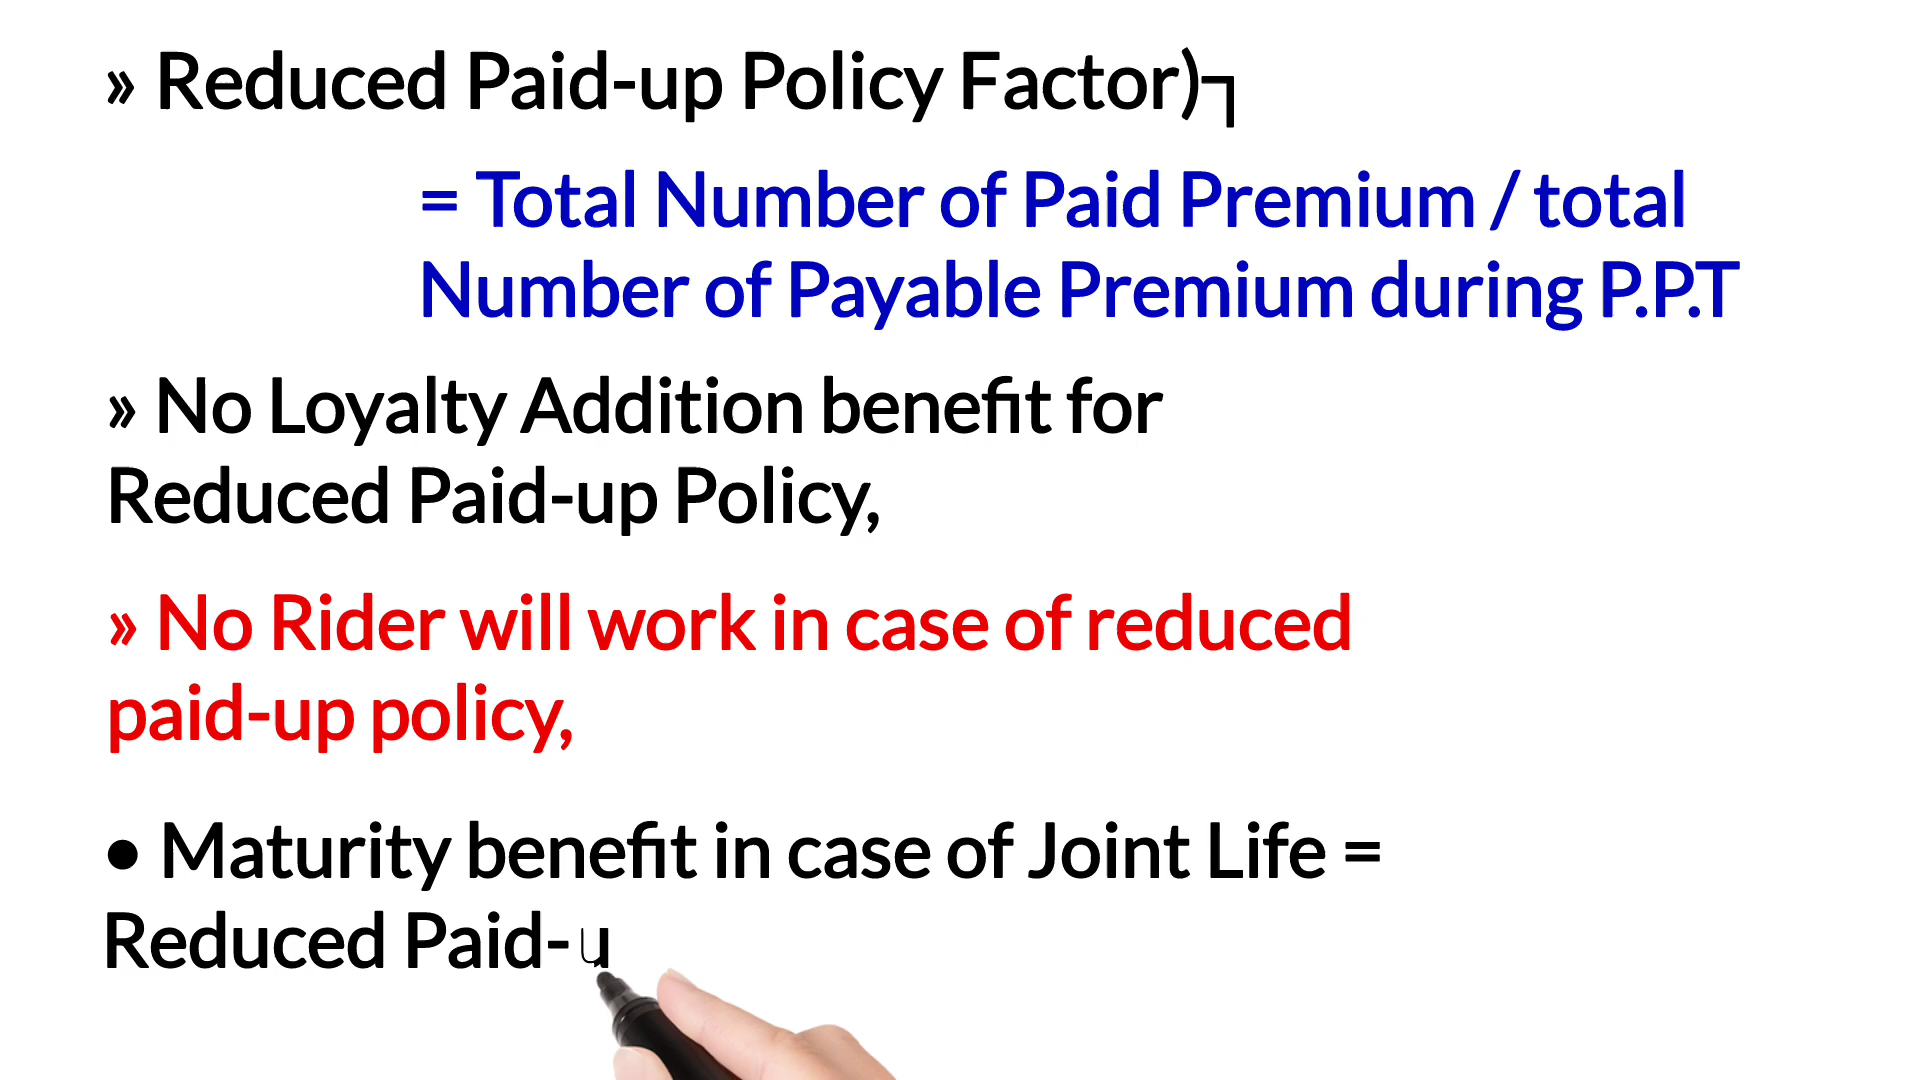 » Reduced Paid-up Policy Factor)┐
= Total Number of Paid Premium / total
Number of Payable Premium during P.P.T
» No Loyalty Addition benefit for
Reduced Paid-up Policy,
» No Rider will work in case of reduced
paid-up policy,
● Maturity benefit in case of Joint Life =
Reduced Paid-u